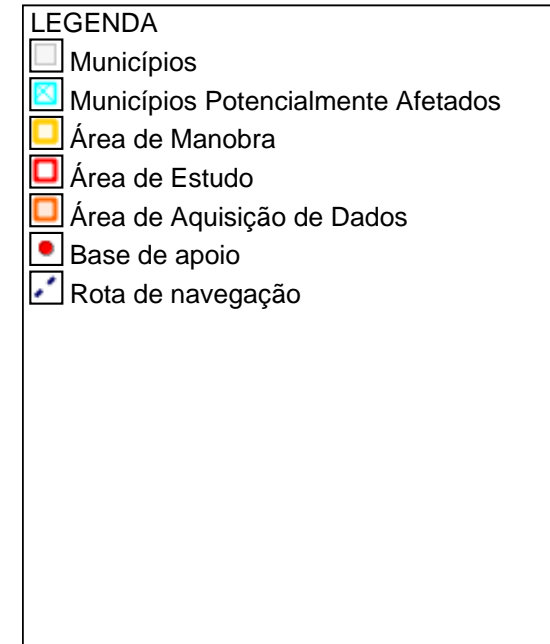 LEGENDA
Municípios
Municípios Potencialmente Afetados
Área de Manobra
Área de Estudo
Área de Aquisição de Dados
Base de apoio
Rota de navegação